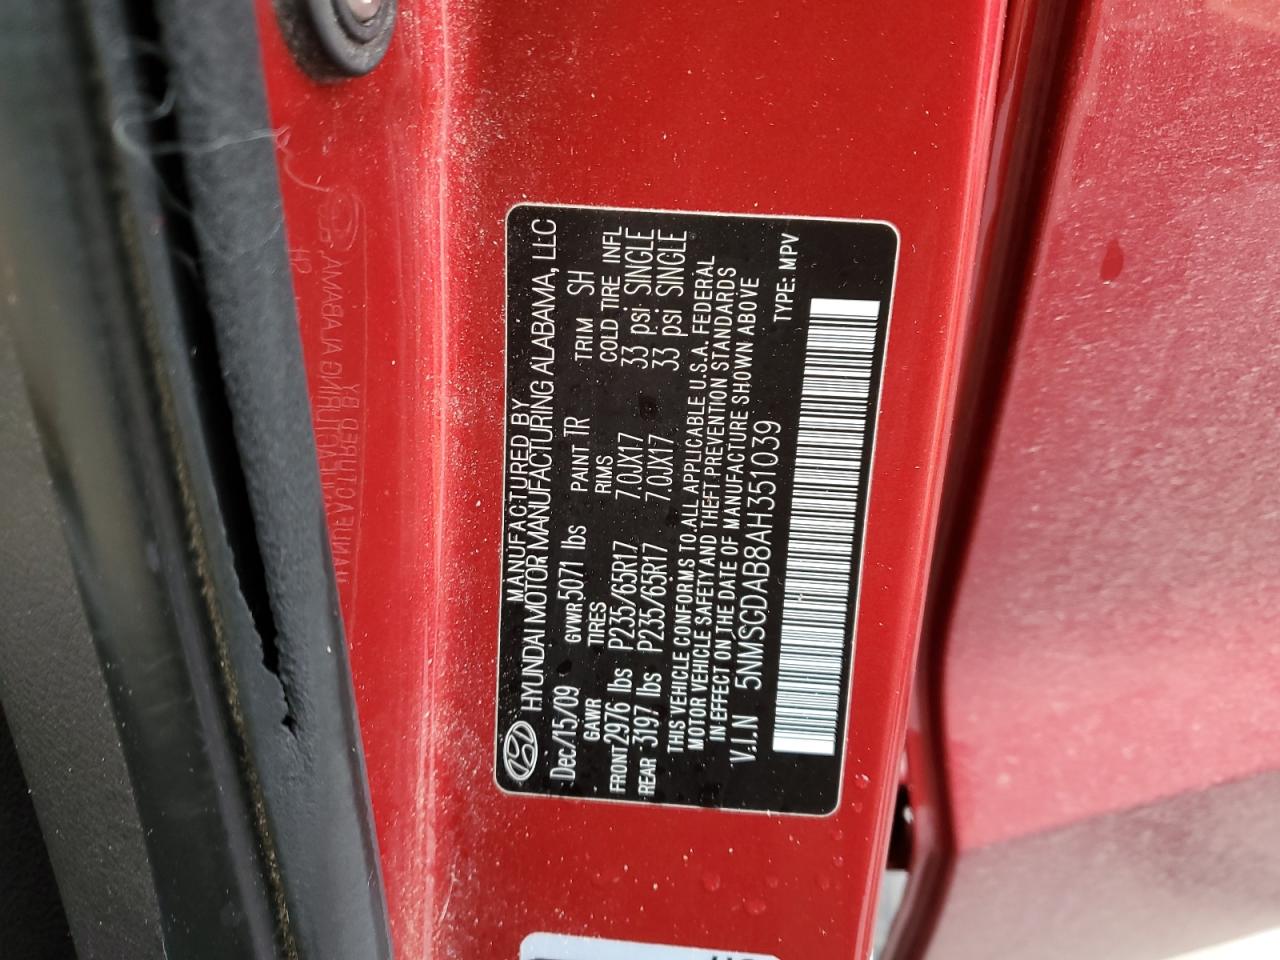 MANUFACTURED BY
HYUNDAI MOTOR MANUFACTURING ALABAMA, LLC
Dec/15/09 GVWR 5071 lbs PAINT TR TRIM SH
GAWR TIRES RIMS COLD TIRE INFL
FRONT 2976 lbs P235/65R17 7.0JX17 33 psi SINGLE
REAR 3197 lbs P235/65R17 7.0JX17 33 psi SINGLE
THIS VEHICLE CONFORMS TO ALL APPLICABLE U.S.A. FEDERAL
MOTOR VEHICLE SAFETY AND THEFT PREVENTION STANDARDS
IN EFFECT ON THE DATE OF MANUFACTURE SHOWN ABOVE
V.I.N 5NMSGDAB8AH351039 TYPE: MPV